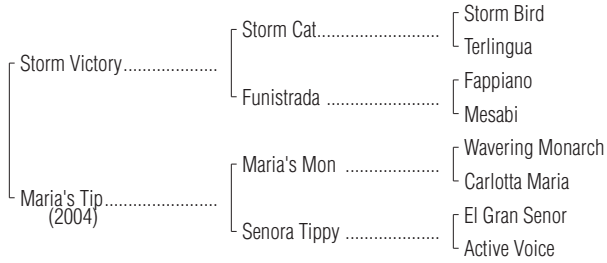 Storm Bird
Storm Cat..............................
Terlingua
Storm Victory.......................
Fappiano
Funistrada ............................
Mesabi
Wavering Monarch
Maria's Mon .......................
Carlotta Maria
Maria's Tip...........................
(2004)
El Gran Senor
Senora Tippy .......................
Active Voice